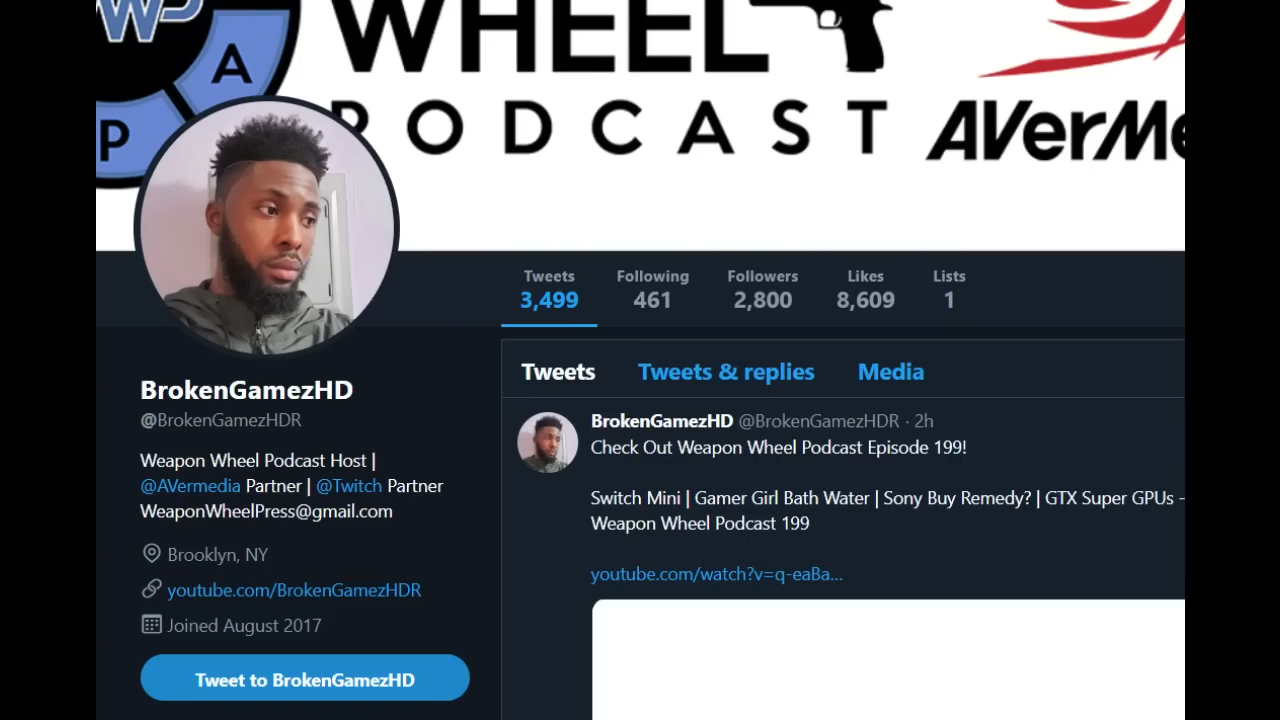 WHEEL
A
P
PODCAST
AVerMe
Tweets
3,499
Following
461
Followers
2,800
Likes
8,609
Lists
1
BrokenGamezHD
@BrokenGamezHDR
Weapon Wheel Podcast Host |
@AVermedia Partner | @Twitch Partner
WeaponWheelPress@gmail.com
Brooklyn, NY
youtube.com/BrokenGamezHDR
Joined August 2017
Tweet to BrokenGamezHD
Tweets
Tweets & replies
Media
BrokenGamezHD @BrokenGamezHDR · 2h
Check Out Weapon Wheel Podcast Episode 199!
Switch Mini | Gamer Girl Bath Water | Sony Buy Remedy? | GTX Super GPUs -
Weapon Wheel Podcast 199
youtube.com/watch?v=q-eaBa...